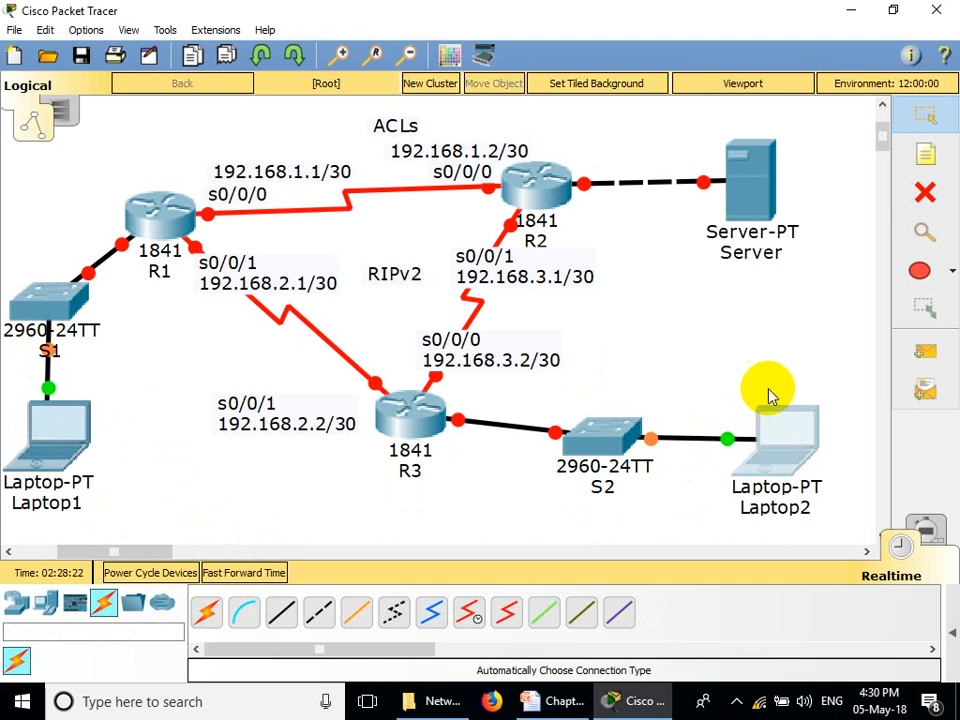 Cisco Packet Tracer
File Edit Options View Tools Extensions Help
Logical
Back
[Root]
New Cluster
Move Object
Set Tiled Background
Viewport
Environment: 12:00:00
ACLs
192.168.1.2/30
s0/0/0
192.168.1.1/30
s0/0/0
1841
R2
Server-PT
Server
1841
R1
s0/0/1
192.168.2.1/30
RIPv2
s0/0/1
192.168.3.1/30
2960-24TT
S1
s0/0/0
192.168.3.2/30
s0/0/1
192.168.2.2/30
1841
R3
2960-24TT
S2
Laptop-PT
Laptop1
Laptop-PT
Laptop2
Time: 02:28:22
Power Cycle Devices
Fast Forward Time
Realtime
Automatically Choose Connection Type
Type here to search
Netw...
Chapt...
Cisco ...
ENG
4:30 PM
05-May-18
8